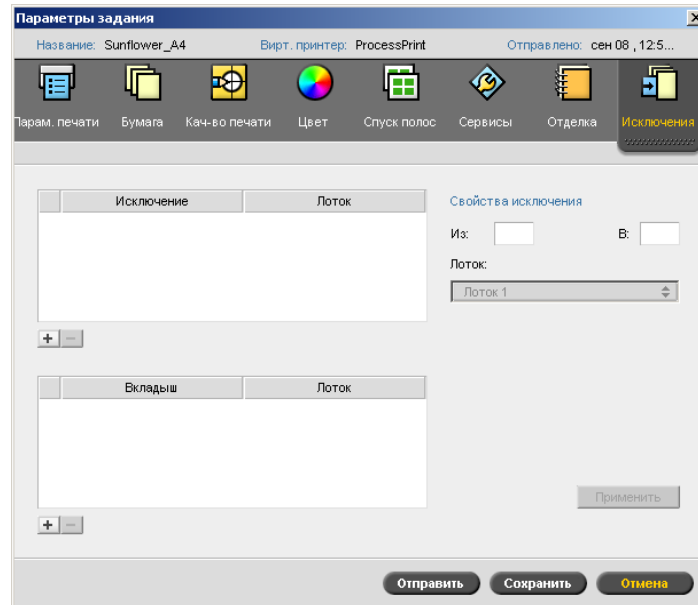 Параметры задания
Название: Sunflower_A4 Вирт. принтер: ProcessPrint Отправлено: сен 08 , 12:5...
Парам. печати Бумага Кач-во печати Цвет Спуск полос Сервисы Отделка Исключения
Исключение Лоток
Свойства исключения
Из: В:
Лоток:
Лоток 1
Вкладыш Лоток
Применить
Отправить Сохранить Отмена